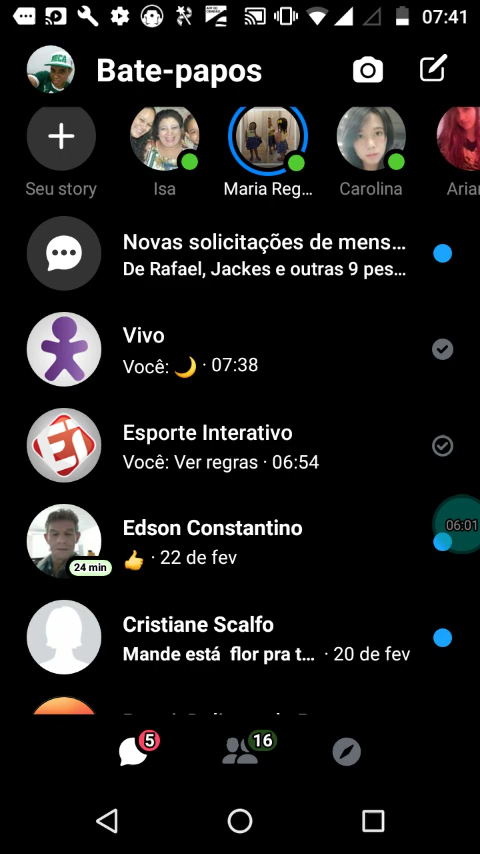 07:41
Bate-papos
Seu story
Isa
Maria Reg...
Carolina
Novas solicitações de mens...
De Rafael, Jackes e outras 9 pes...
Vivo
Você: 🌙 · 07:38
Esporte Interativo
Você: Ver regras · 06:54
Edson Constantino
06:01
👍 · 22 de fev
24 min
Cristiane Scalfo
Mande está flor pra t... · 20 de fev
5
16